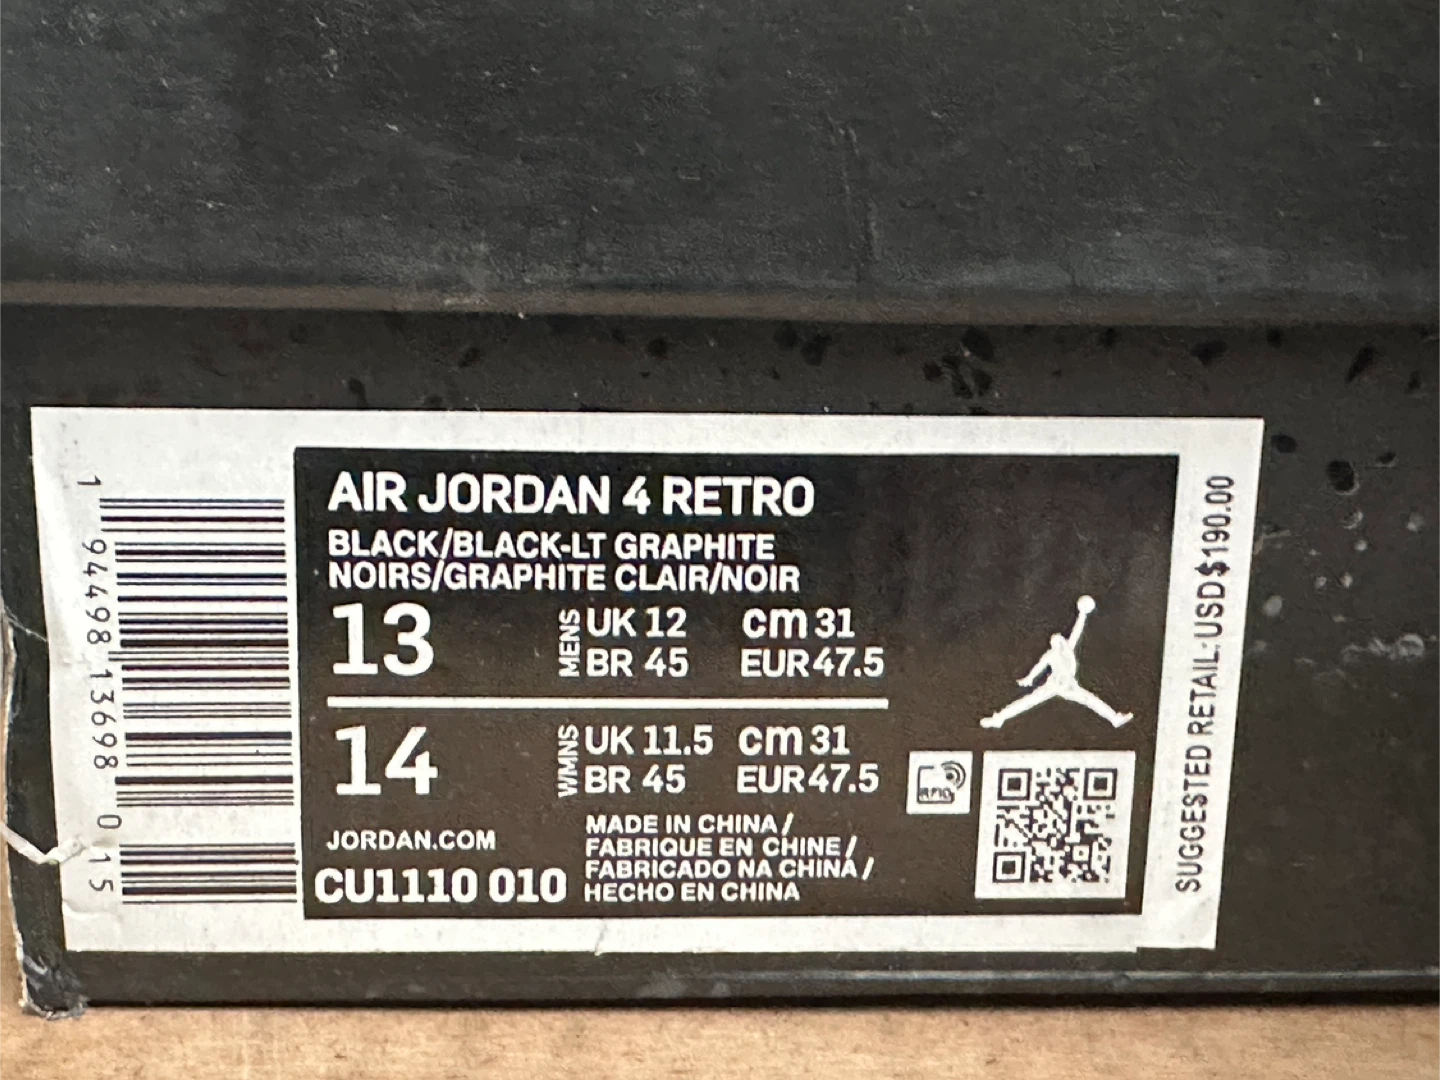 1 94498 13698 0 15
AIR JORDAN 4 RETRO
BLACK/BLACK-LT GRAPHITE
NOIRS/GRAPHITE CLAIR/NOIR
13 MENS UK 12 cm 31
BR 45 EUR 47.5
14 WMNS UK 11.5 cm 31
BR 45 EUR 47.5
JORDAN.COM
CU1110 010
MADE IN CHINA /
FABRIQUE EN CHINE /
FABRICADO NA CHINA /
HECHO EN CHINA
RFID
SUGGESTED RETAIL·USD$190.00